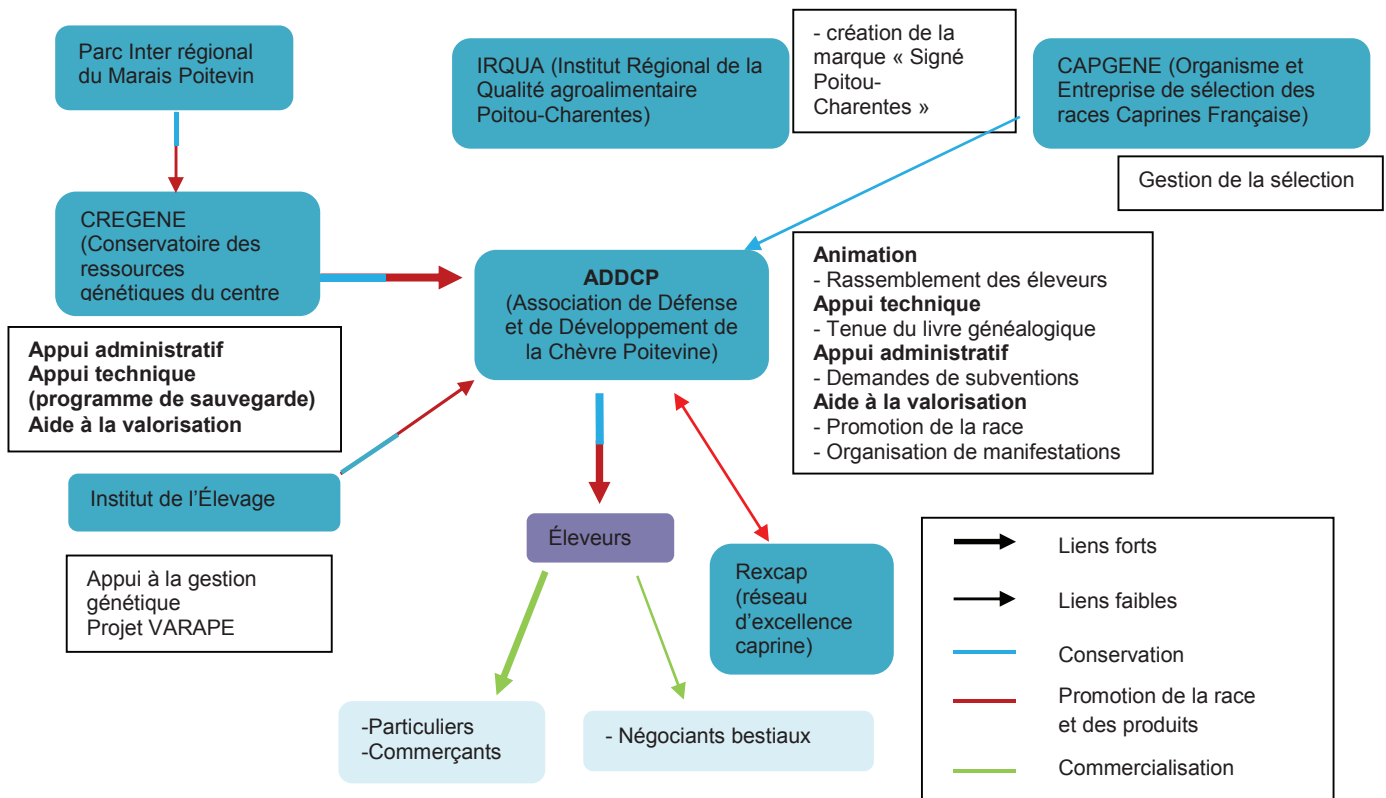 Parc Inter régional
du Marais Poitevin
IRQUA (Institut Régional de la
Qualité agroalimentaire
Poitou-Charentes)
- création de la
marque « Signé
Poitou-
Charentes »
CAPGENE (Organisme et
Entreprise de sélection des
races Caprines Française)
Gestion de la sélection
CREGENE
(Conservatoire des
ressources
génétiques du centre
ADDCP
(Association de Défense
et de Développement de
la Chèvre Poitevine)
Animation
- Rassemblement des éleveurs
Appui technique
- Tenue du livre généalogique
Appui administratif
- Demandes de subventions
Aide à la valorisation
- Promotion de la race
- Organisation de manifestations
Appui administratif
Appui technique
(programme de sauvegarde)
Aide à la valorisation
Institut de l'Élevage
Appui à la gestion
génétique
Projet VARAPE
Éleveurs
Rexcap
(réseau
d'excellence
caprine)
-Particuliers
-Commerçants
- Négociants bestiaux
Liens forts
Liens faibles
Conservation
Promotion de la race
et des produits
Commercialisation